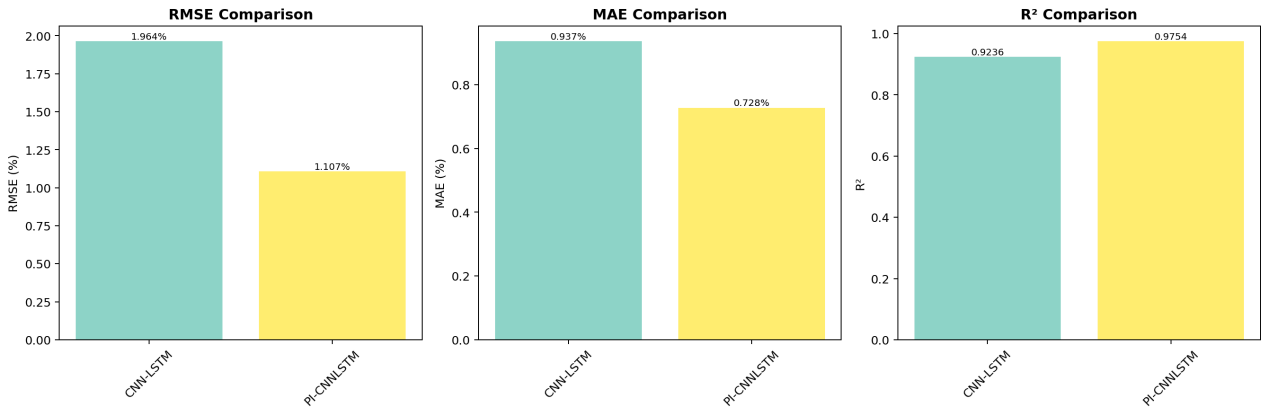 RMSE Comparison
RMSE (%)
2.00
1.75
1.50
1.25
1.00
0.75
0.50
0.25
0.00
1.964%
1.107%
CNN-LSTM
PI-CNNLSTM
MAE Comparison
MAE (%)
0.8
0.6
0.4
0.2
0.0
0.937%
0.728%
CNN-LSTM
PI-CNNLSTM
R² Comparison
R²
1.0
0.8
0.6
0.4
0.2
0.0
0.9236
0.9754
CNN-LSTM
PI-CNNLSTM